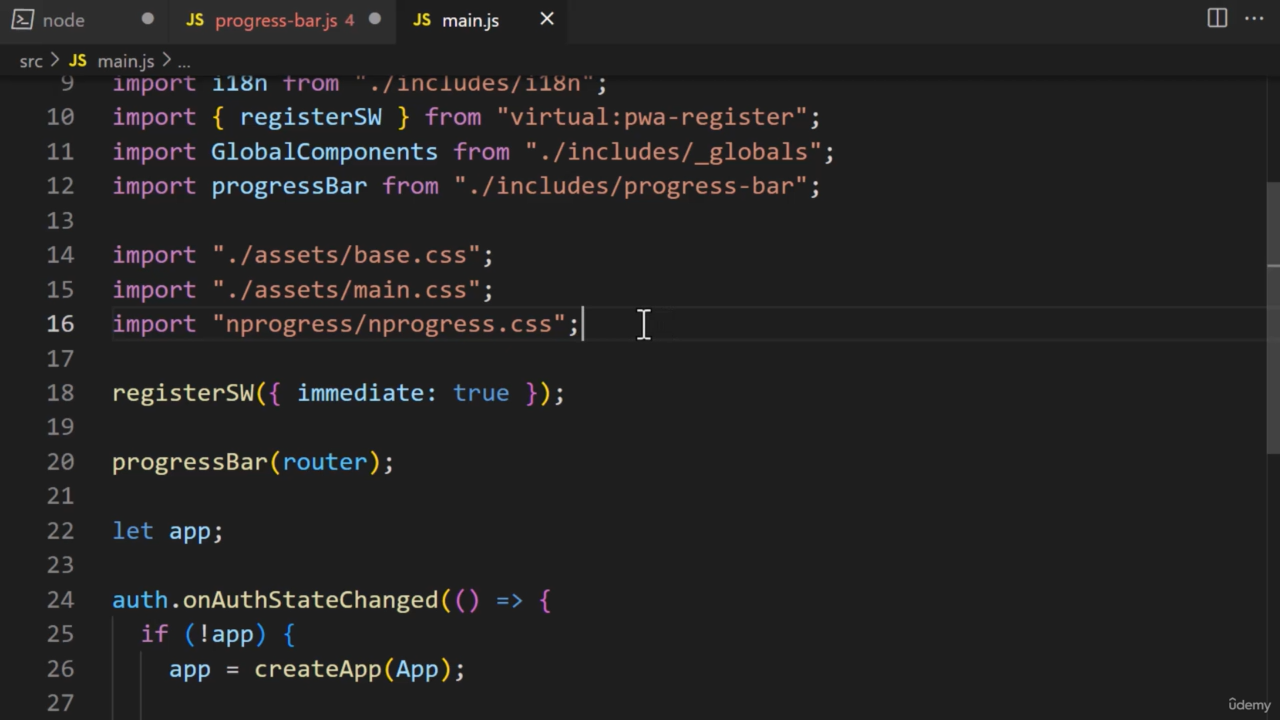 node
JS progress-bar.js 4
JS main.js
src > JS main.js > ...
9 import i18n from "./includes/i18n";
10 import { registerSW } from "virtual:pwa-register";
11 import GlobalComponents from "./includes/_globals";
12 import progressBar from "./includes/progress-bar";
13
14 import "./assets/base.css";
15 import "./assets/main.css";
16 import "nprogress/nprogress.css";
17
18 registerSW({ immediate: true });
19
20 progressBar(router);
21
22 let app;
23
24 auth.onAuthStateChanged(() => {
25 if (!app) {
26 app = createApp(App);
27
ûdemy